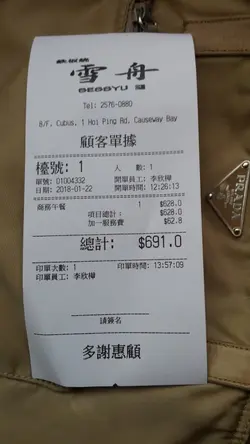 鉄板焼
雪舟
SESSYU
Tel: 2576-0880
8/F, Cubus, 1 Hoi Ping Rd, Causeway Bay
顧客單據
檯號: 1 人 數: 1
單號: 01004332 開單員工: 李欣樺
日期: 2018-01-22 開單時間: 12:26:13
商務午餐 1 $628.0
項目總計: $628.0
加一服務費 $62.8
總計: $691.0
印單次數: 1 印單時間: 13:57:09
印單員工: 李欣樺
請簽名
多謝惠顧
PRADA